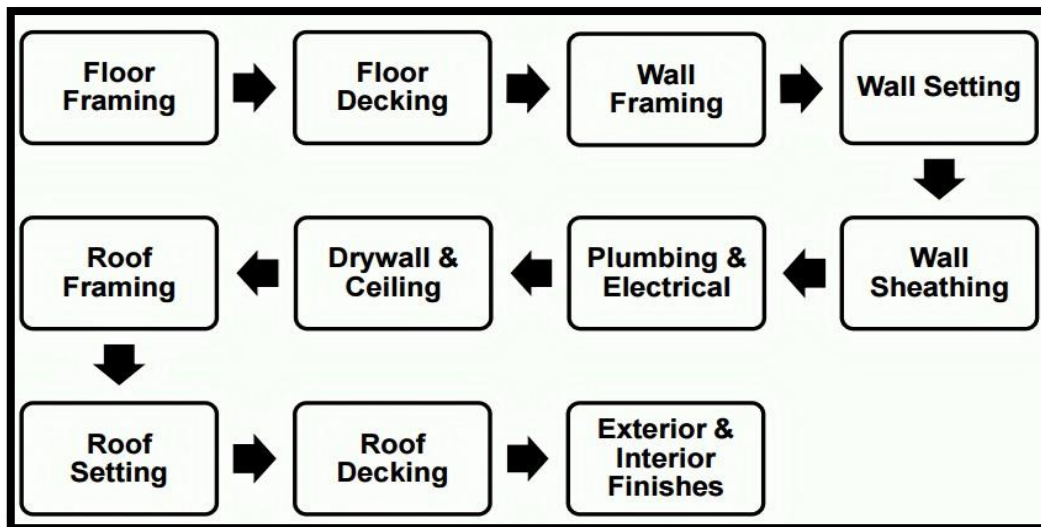 Floor
Framing
Floor
Decking
Wall
Framing
Wall Setting
Wall
Sheathing
Plumbing &
Electrical
Drywall &
Ceiling
Roof
Framing
Roof
Setting
Roof
Decking
Exterior &
Interior
Finishes